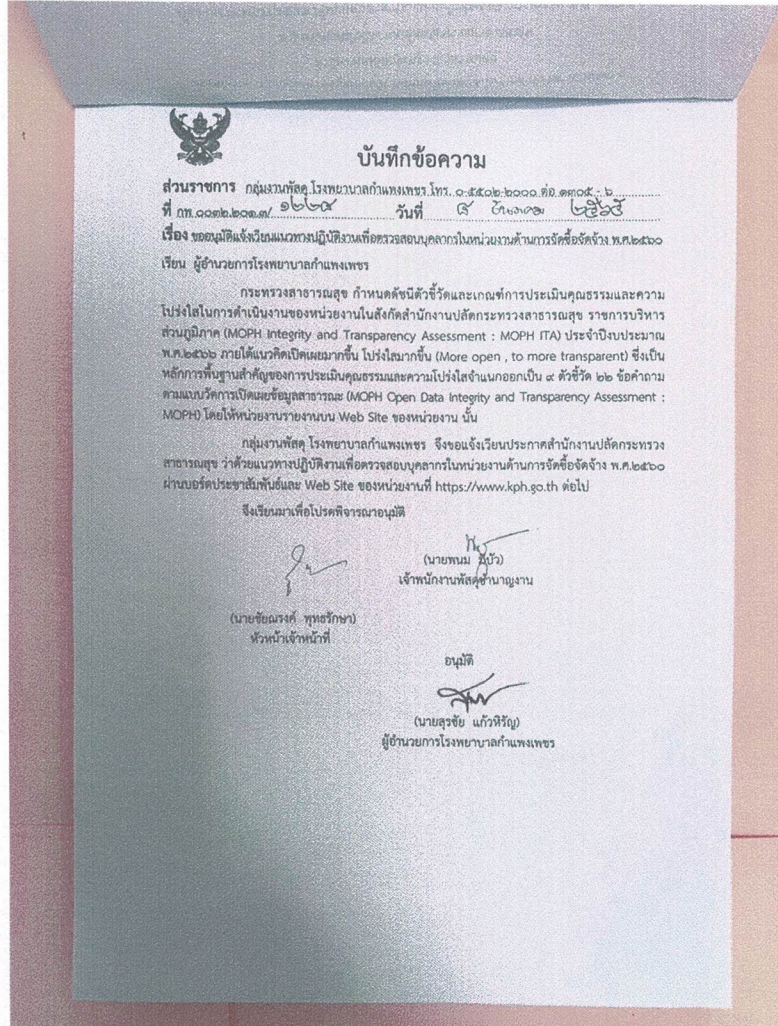 บันทึกข้อความ
ส่วนราชการ กลุ่มงานพัสดุ โรงพยาบาลกำแพงเพชร โทร. ๐-๕๕๐๒-๒๐๐๐ ต่อ ๑๓๐๕ - ๖
ที่ กพ.๐๐๓๒.๒๐๑.๓/ ๑๒๒๔ วันที่ ๘ ธันวาคม ๒๕๖๕
เรื่อง ขออนุมัติแจ้งเวียนแนวทางปฏิบัติงานเพื่อตรวจสอบบุคลากรในหน่วยงานด้านการจัดซื้อจัดจ้าง พ.ศ.๒๕๖๐
เรียน ผู้อำนวยการโรงพยาบาลกำแพงเพชร
กระทรวงสาธารณสุข กำหนดดัชนีตัวชี้วัดและเกณฑ์การประเมินคุณธรรมและความ
โปร่งใสในการดำเนินงานของหน่วยงานในสังกัดสำนักงานปลัดกระทรวงสาธารณสุข ราชการบริหาร
ส่วนภูมิภาค (MOPH Integrity and Transparency Assessment : MOPH ITA) ประจำปีงบประมาณ
พ.ศ.๒๕๖๖ ภายใต้แนวคิดเปิดเผยมากขึ้น โปร่งใสมากขึ้น (More open , to more transparent) ซึ่งเป็น
หลักการพื้นฐานสำคัญของการประเมินคุณธรรมและความโปร่งใสจำแนกออกเป็น ๙ ตัวชี้วัด ๒๒ ข้อคำถาม
ตามแบบวัดการเปิดเผยข้อมูลสาธารณะ (MOPH Open Data Integrity and Transparency Assessment :
MOPH) โดยให้หน่วยงานรายงานบน Web Site ของหน่วยงาน นั้น
กลุ่มงานพัสดุ โรงพยาบาลกำแพงเพชร จึงขอแจ้งเวียนประกาศสำนักงานปลัดกระทรวง
สาธารณสุข ว่าด้วยแนวทางปฏิบัติงานเพื่อตรวจสอบบุคลากรในหน่วยงานด้านการจัดซื้อจัดจ้าง พ.ศ.๒๕๖๐
ผ่านบอร์ดประชาสัมพันธ์และ Web Site ของหน่วยงานที่ https://www.kph.go.th ต่อไป
จึงเรียนมาเพื่อโปรดพิจารณาอนุมัติ
(นายพนม มีบัว)
เจ้าพนักงานพัสดุชำนาญงาน
(นายชัยณรงค์ พุทธรักษา)
หัวหน้าเจ้าหน้าที่
อนุมัติ
(นายสุรชัย แก้วหิรัญ)
ผู้อำนวยการโรงพยาบาลกำแพงเพชร